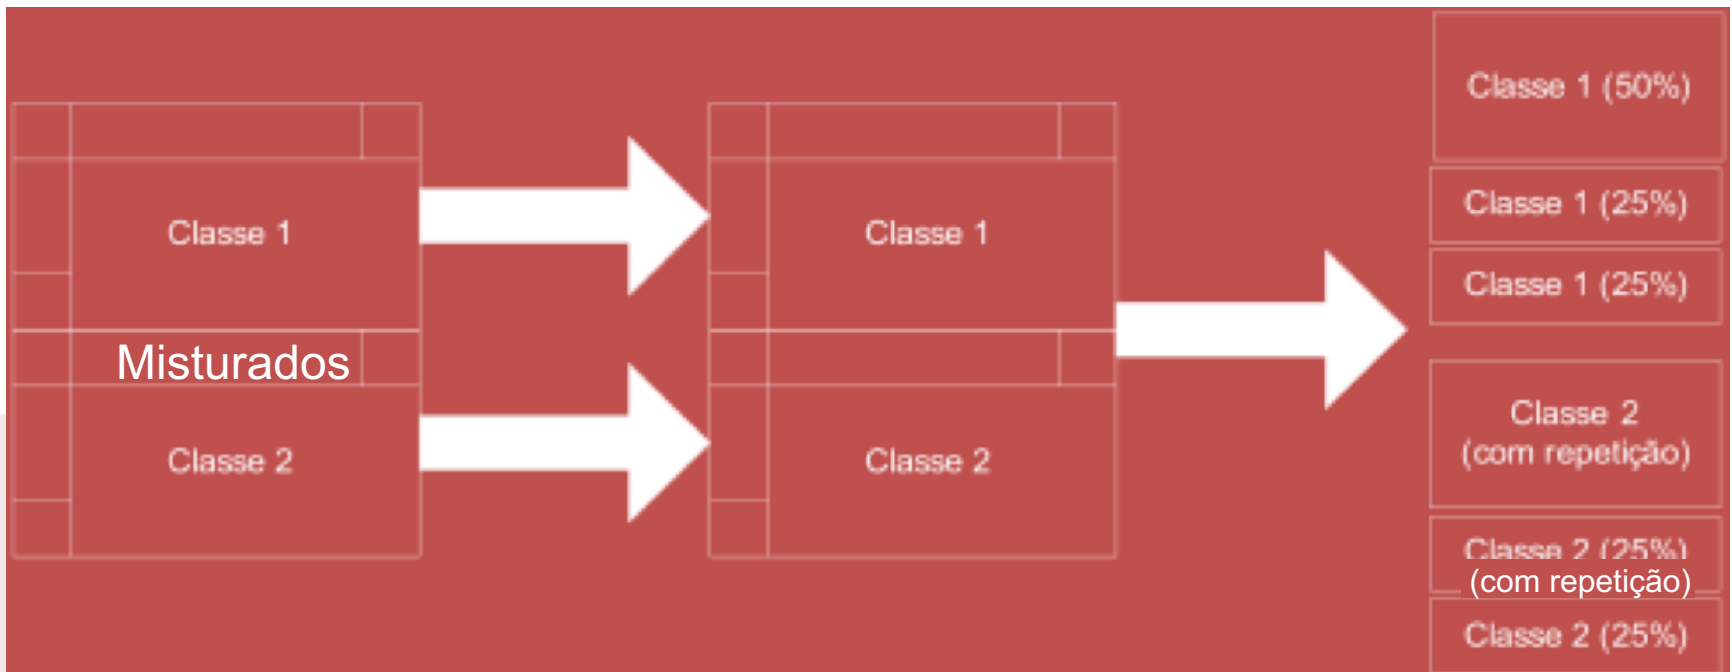 Classe 1
Misturados
Classe 2
Classe 1
Classe 2
Classe 1 (50%)
Classe 1 (25%)
Classe 1 (25%)
Classe 2
(com repetição)
Classe 2 (25%)
(com repetição)
Classe 2 (25%)